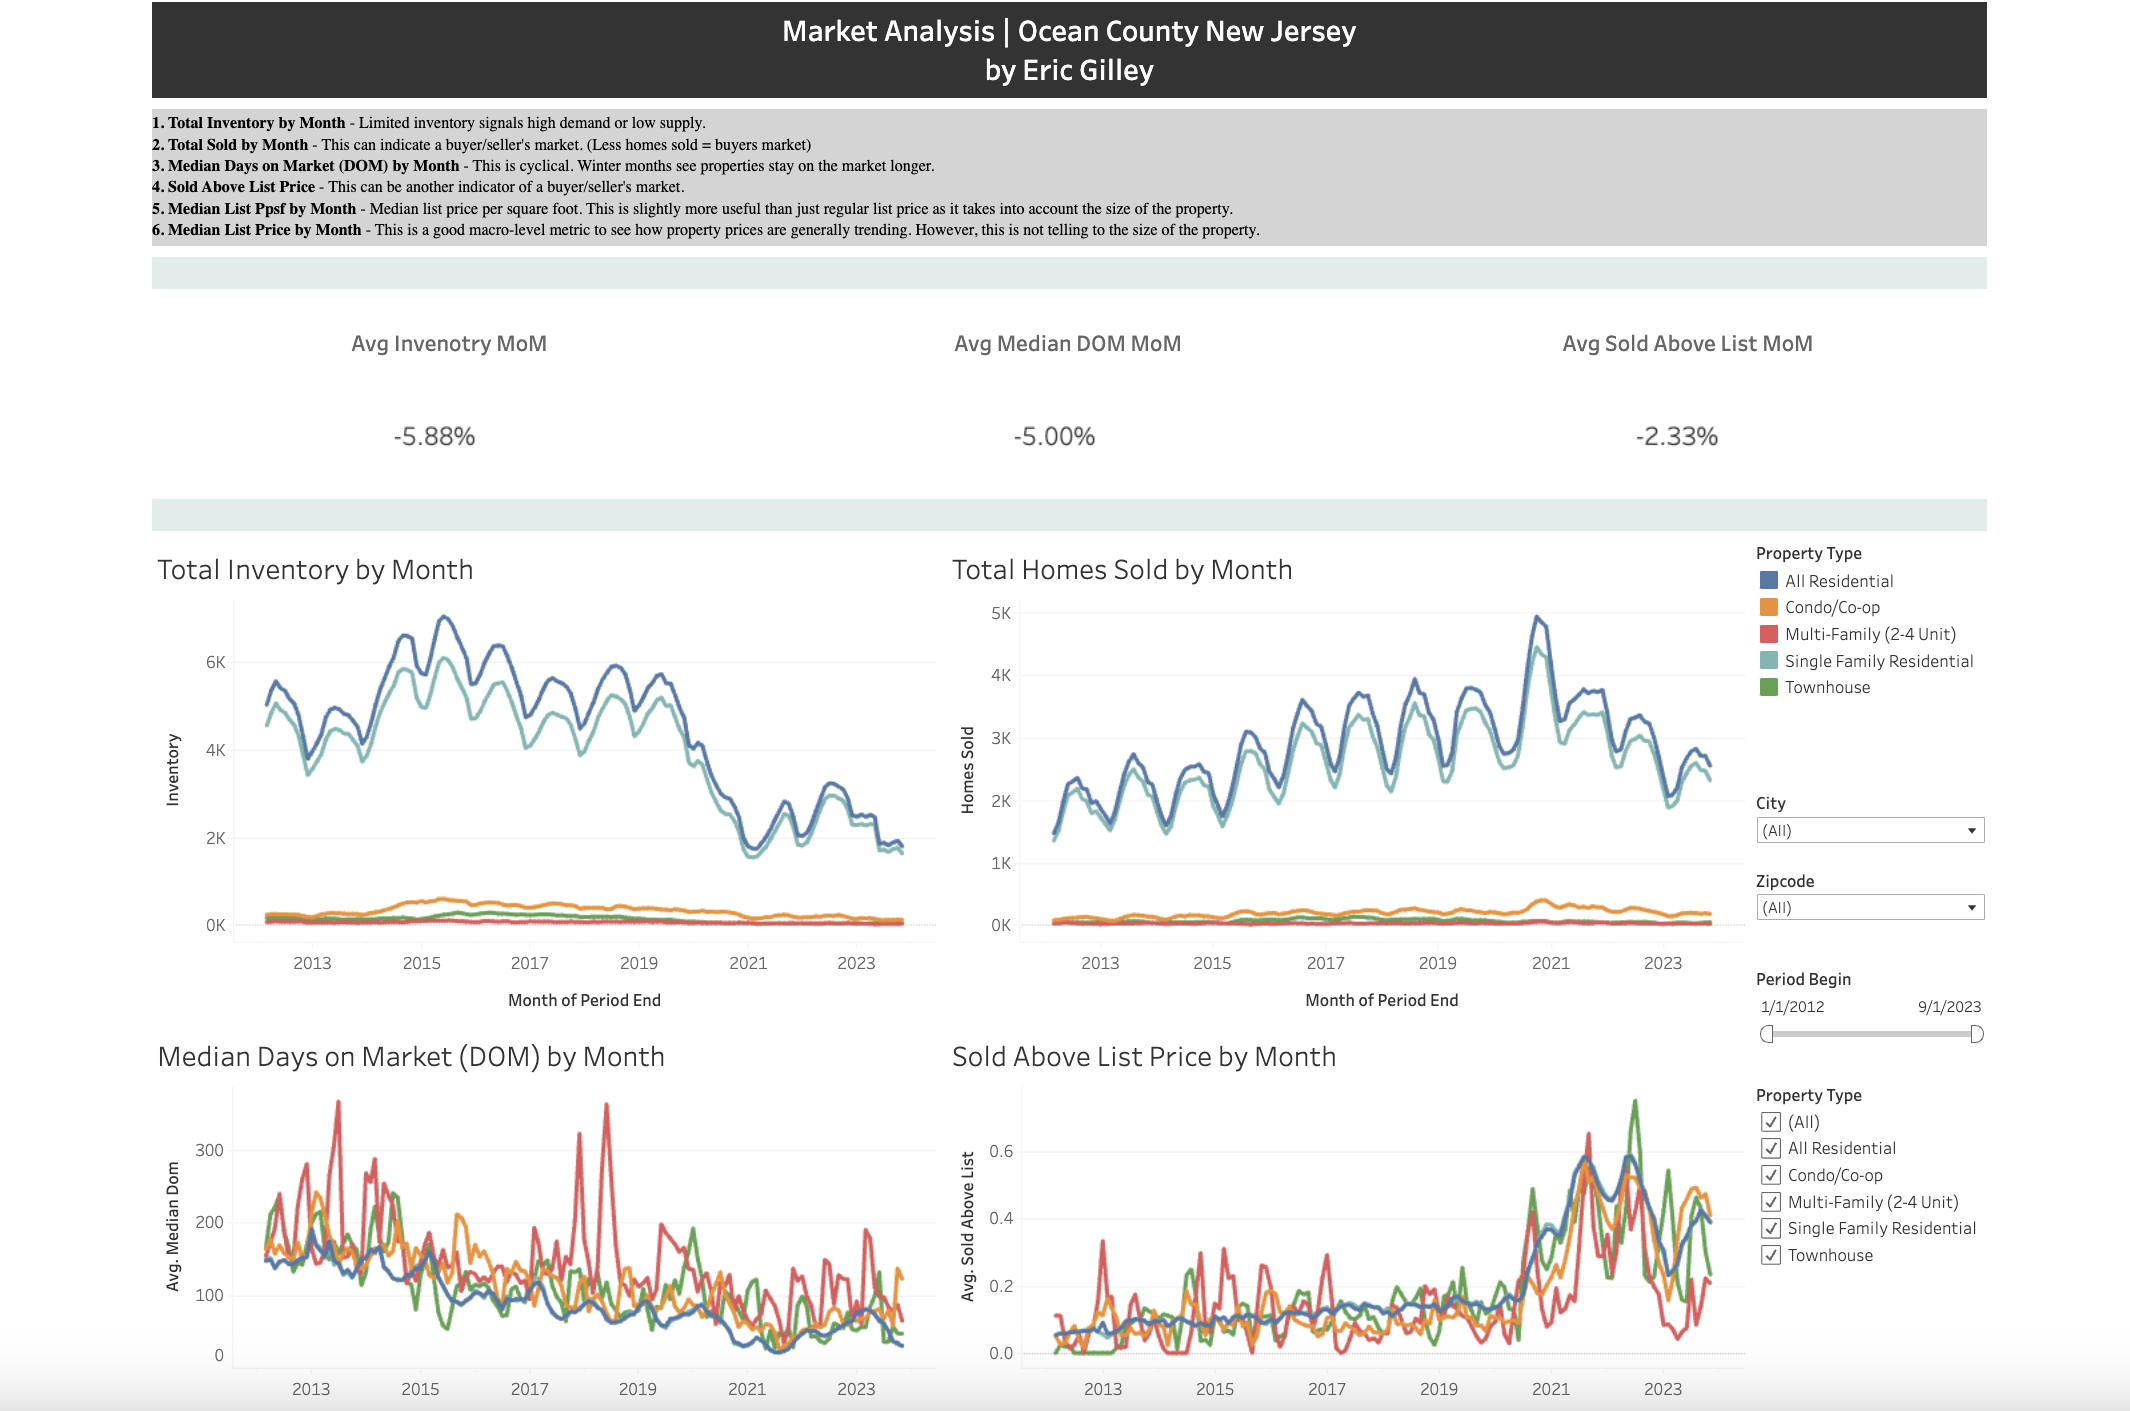 Market Analysis | Ocean County New Jersey
by Eric Gilley
1. Total Inventory by Month - Limited inventory signals high demand or low supply.
2. Total Sold by Month - This can indicate a buyer/seller's market. (Less homes sold = buyers market)
3. Median Days on Market (DOM) by Month - This is cyclical. Winter months see properties stay on the market longer.
4. Sold Above List Price - This can be another indicator of a buyer/seller's market.
5. Median List Ppsf by Month - Median list price per square foot. This is slightly more useful than just regular list price as it takes into account the size of the property.
6. Median List Price by Month - This is a good macro-level metric to see how property prices are generally trending. However, this is not telling to the size of the property.
Avg Invenotry MoM
-5.88%
Avg Median DOM MoM
-5.00%
Avg Sold Above List MoM
-2.33%
Total Inventory by Month
Inventory
6K
4K
2K
0K
2013 2015 2017 2019 2021 2023
Month of Period End
Total Homes Sold by Month
Homes Sold
5K
4K
3K
2K
1K
0K
2013 2015 2017 2019 2021 2023
Month of Period End
Property Type
All Residential
Condo/Co-op
Multi-Family (2-4 Unit)
Single Family Residential
Townhouse
City
(All)
Zipcode
(All)
Period Begin
1/1/2012 9/1/2023
Median Days on Market (DOM) by Month
Avg. Median Dom
300
200
100
0
2013 2015 2017 2019 2021 2023
Sold Above List Price by Month
Avg. Sold Above List
0.6
0.4
0.2
0.0
2013 2015 2017 2019 2021 2023
Property Type
(All)
All Residential
Condo/Co-op
Multi-Family (2-4 Unit)
Single Family Residential
Townhouse